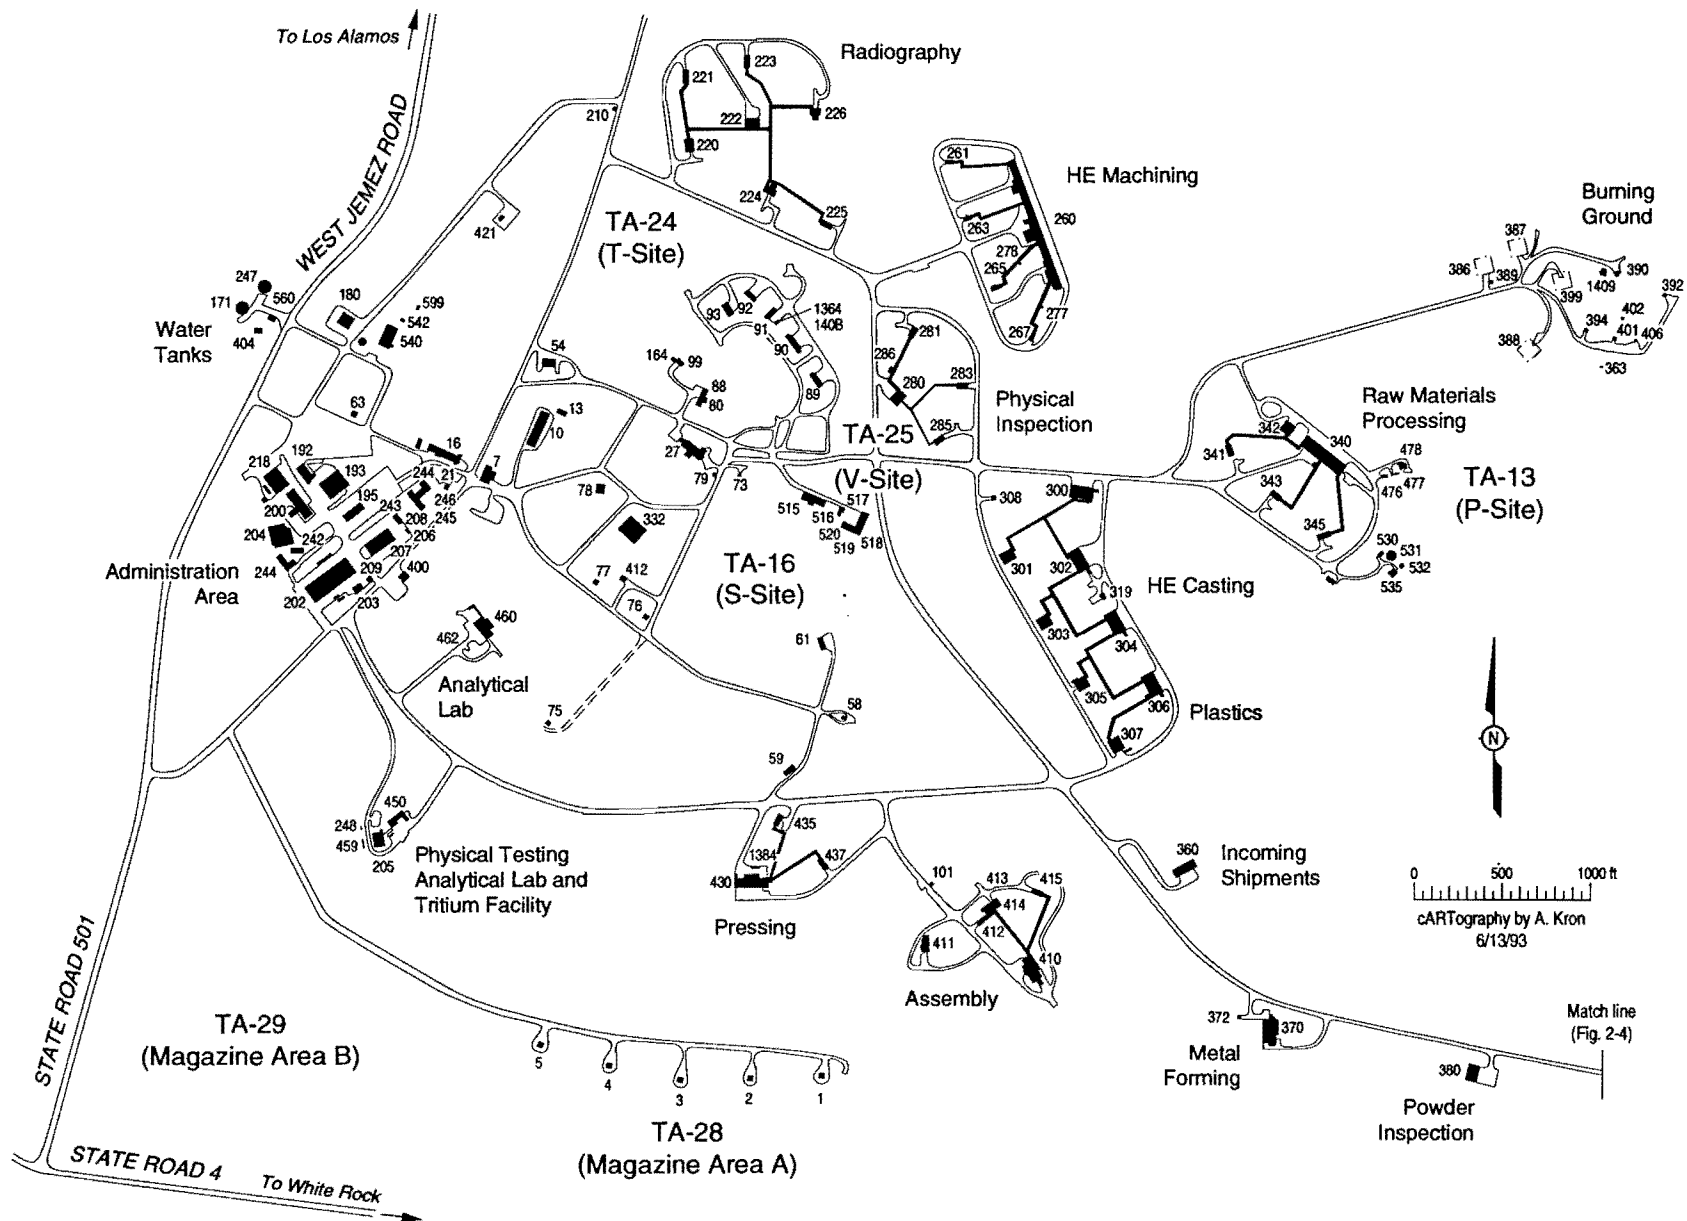 To Los Alamos
WEST JEMEZ ROAD
210
221
223
222
226
220
224
225
Radiography
261
263
260
278
265
277
267
HE Machining
Burning
Ground
387
386
389
390
399
1409
392
402
394
401
406
388
363
421
TA-24
(T-Site)
247
171
560
404
180
599
542
540
Water
Tanks
93
92
91
1364
90
89
54
164
99
88
80
281
286
280
283
285
Physical
Inspection
TA-25
(V-Site)
63
13
10
16
7
27
79
73
78
332
77
412
76
75
218
192
193
200
195
204
242
243
244
21
246
245
208
206
207
209
244
400
202
203
Administration
Area
515
516
517
520
519
518
TA-16
(S-Site)
308
300
301
302
319
303
304
305
306
307
HE Casting
Plastics
Raw Materials
Processing
342
340
341
343
345
478
477
476
530
531
532
535
TA-13
(P-Site)
460
462
Analytical
Lab
61
58
59
N
450
248
459
205
Physical Testing
Analytical Lab and
Tritium Facility
435
1384
437
430
Pressing
101
413
415
414
412
411
410
Assembly
360
Incoming
Shipments
0 500 1000 ft
cARTography by A. Kron
6/13/93
372
370
Metal
Forming
380
Powder
Inspection
Match line
(Fig. 2-4)
STATE ROAD 501
TA-29
(Magazine Area B)
5
4
3
2
1
TA-28
(Magazine Area A)
STATE ROAD 4
To White Rock